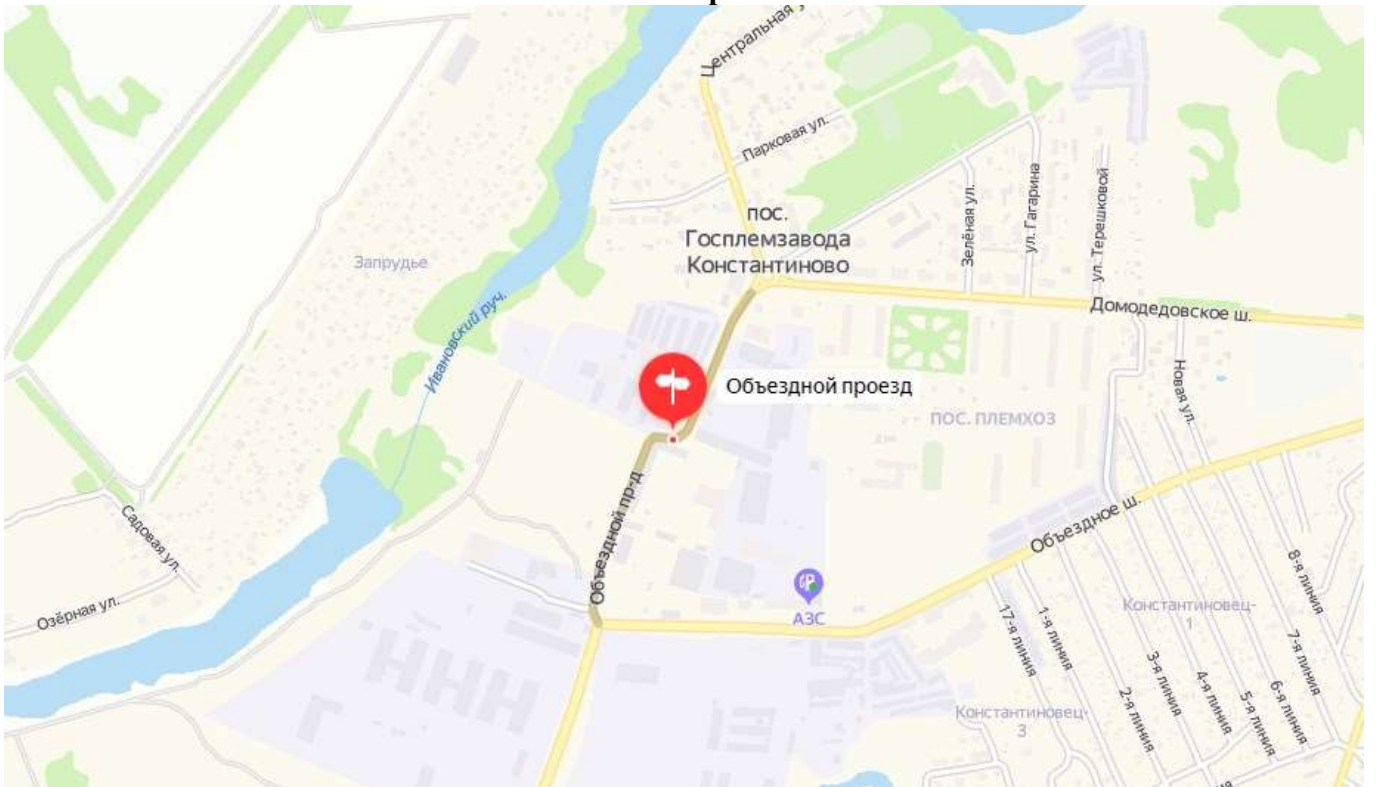 Центральная у
Парковая ул.
пос.
Госплемзавода
Константиново
Зелёная ул.
ул. Гагарина
ул. Терешковой
Запрудье
Ивановский руч.
Домодедовское ш.
Новая ул.
Объездной проезд
ПОС. ПЛЕМХОЗ
Объездной пр-д
Садовая ул.
Озёрная ул.
АЗС
Объездное ш.
8-я линия
Константиновец-
1
17-я линия
1-я линия
7-я линия
3-я линия
4-я линия
2-я линия
5-я линия
6-я линия
Константиновец-
3